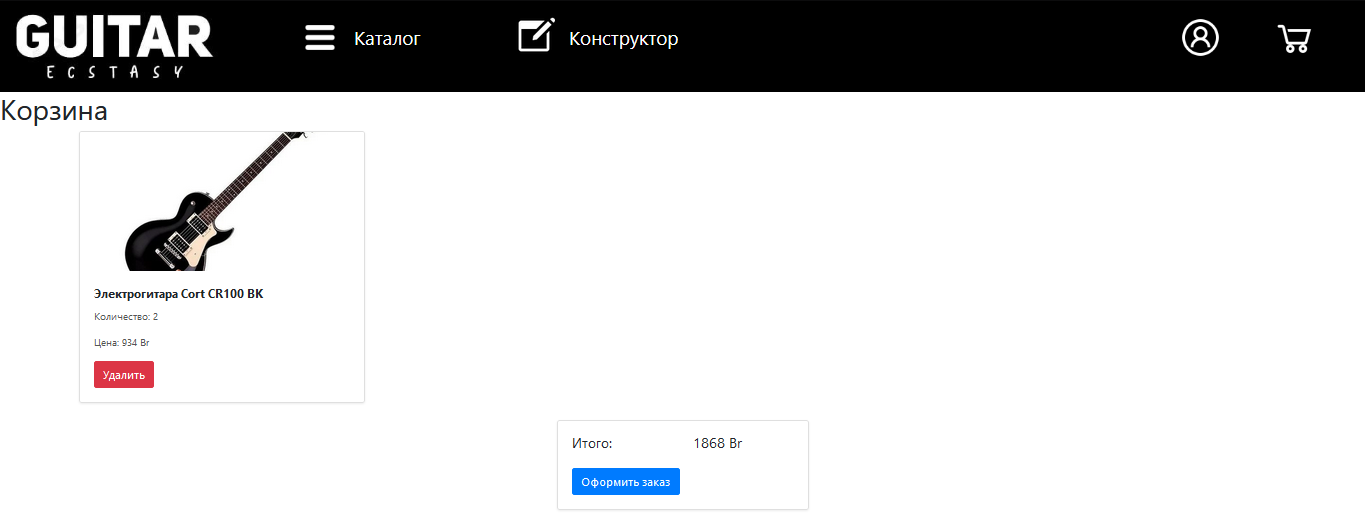 GUITAR
ECSTASY
Каталог
Конструктор
Корзина
Электрогитара Cort CR100 BK
Количество: 2
Цена: 934 Br
Удалить
Итого: 1868 Br
Оформить заказ